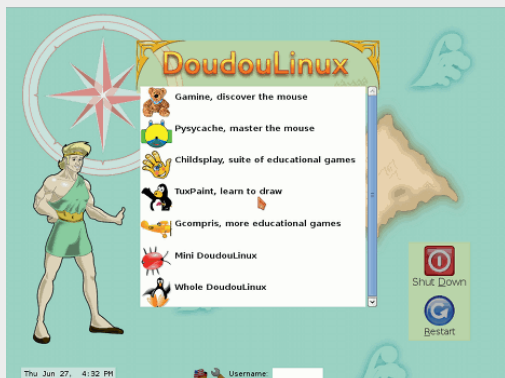 DoudouLinux
Gamine, discover the mouse
Pysycache, master the mouse
Childsplay, suite of educational games
TuxPaint, learn to draw
Gcompris, more educational games
Mini DoudouLinux
Whole DoudouLinux
Shut Down
Restart
Thu Jun 27, 4:32 PM
Username: